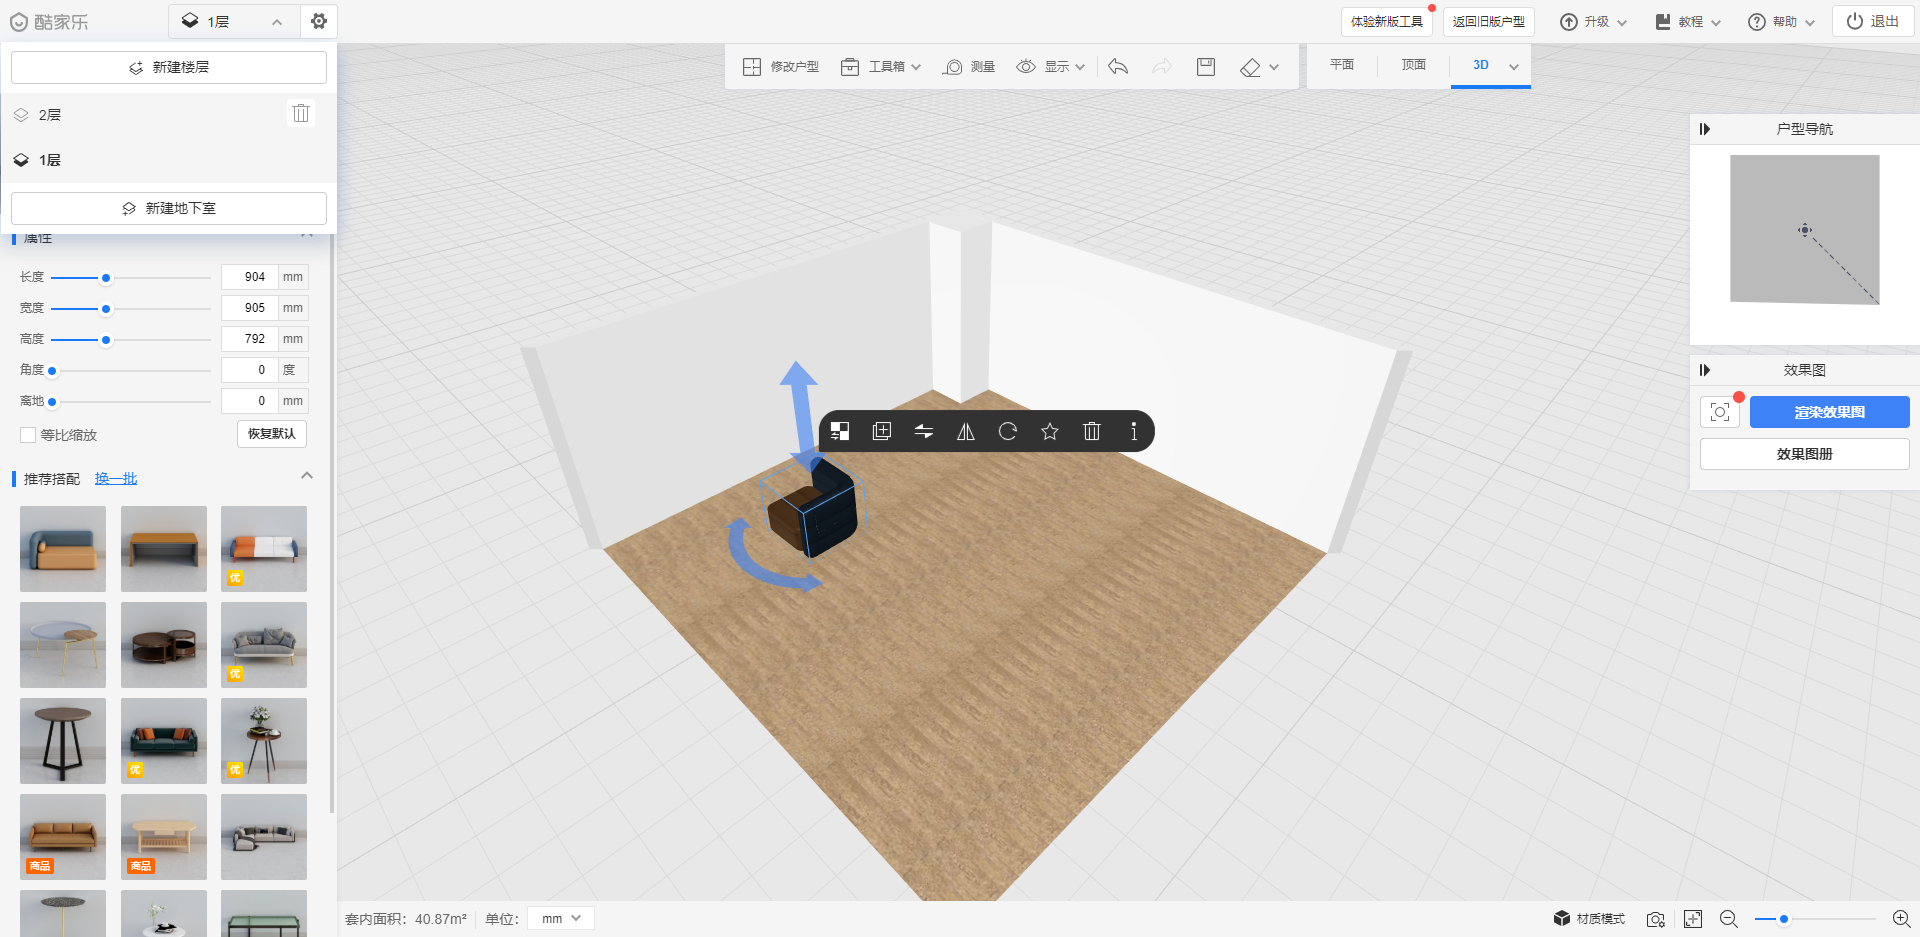 酷家乐
1层
体验新版工具
返回旧版户型
升级
教程
帮助
退出
新建楼层
2层
1层
新建地下室
修改户型
工具箱
测量
显示
平面
顶面
3D
户型导航
效果图
渲染效果图
效果图册
属性
长度 904 mm
宽度 905 mm
高度 792 mm
角度 0 度
离地 0 mm
等比缩放
恢复默认
推荐搭配 换一批
优
优
优
优
商品
商品
套内面积: 40.87m²
单位:
mm
材质模式